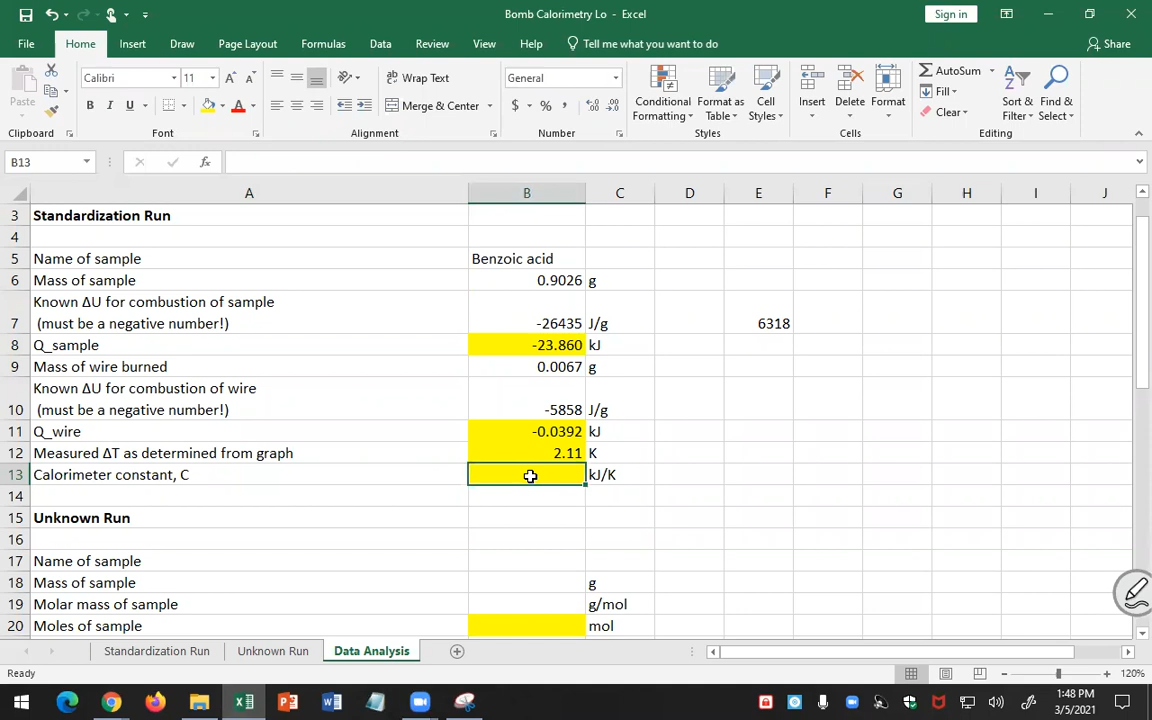 Bomb Calorimetry Lo - Excel
Sign in
File Home Insert Draw Page Layout Formulas Data Review View Help Tell me what you want to do Share
Paste
Calibri 11 A A
B I U A
ab Wrap Text
Merge & Center
General
$ % ,
Conditional Formatting
Format as Table
Cell Styles
Insert Delete Format
AutoSum
Fill
Clear
Sort & Filter
Find & Select
Clipboard Font Alignment Number Styles Cells Editing
B13 fx
A B C D E F G H I J
3 Standardization Run
4
5 Name of sample Benzoic acid
6 Mass of sample 0.9026 g
Known ΔU for combustion of sample
7 (must be a negative number!) -26435 J/g 6318
8 Q_sample -23.860 kJ
9 Mass of wire burned 0.0067 g
Known ΔU for combustion of wire
10 (must be a negative number!) -5858 J/g
11 Q_wire -0.0392 kJ
12 Measured ΔT as determined from graph 2.11 K
13 Calorimeter constant, C kJ/K
14
15 Unknown Run
16
17 Name of sample
18 Mass of sample g
19 Molar mass of sample g/mol
20 Moles of sample mol
Standardization Run Unknown Run Data Analysis
Ready 120%
1:48 PM
3/5/2021